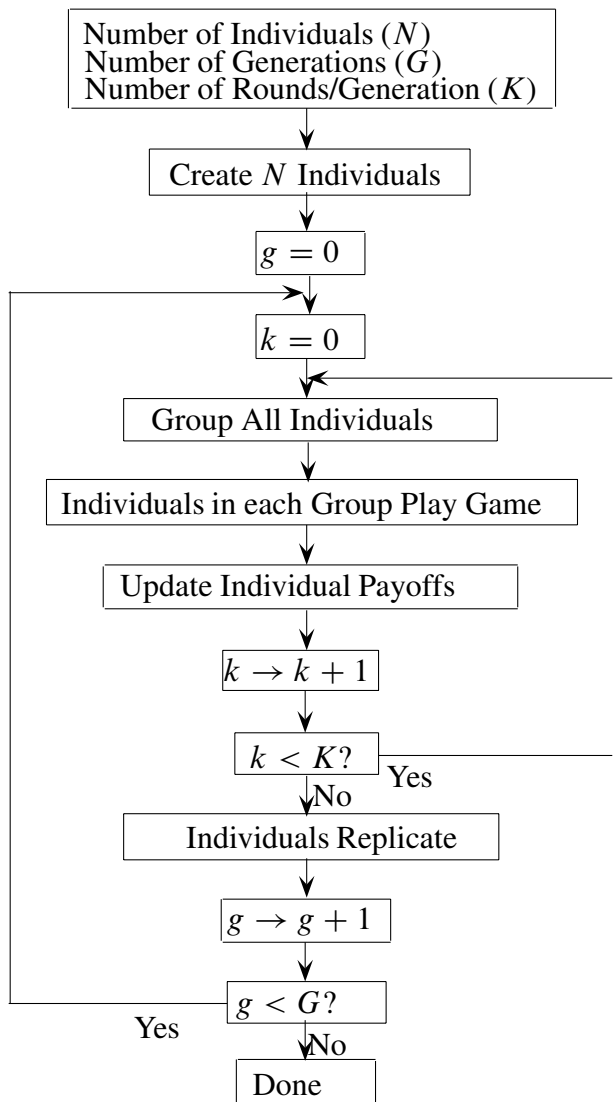 Number of Individuals (N)
Number of Generations (G)
Number of Rounds/Generation (K)
Create N Individuals
g = 0
k = 0
Group All Individuals
Individuals in each Group Play Game
Update Individual Payoffs
k → k + 1
k < K?
Yes
No
Individuals Replicate
g → g + 1
g < G?
Yes
No
Done